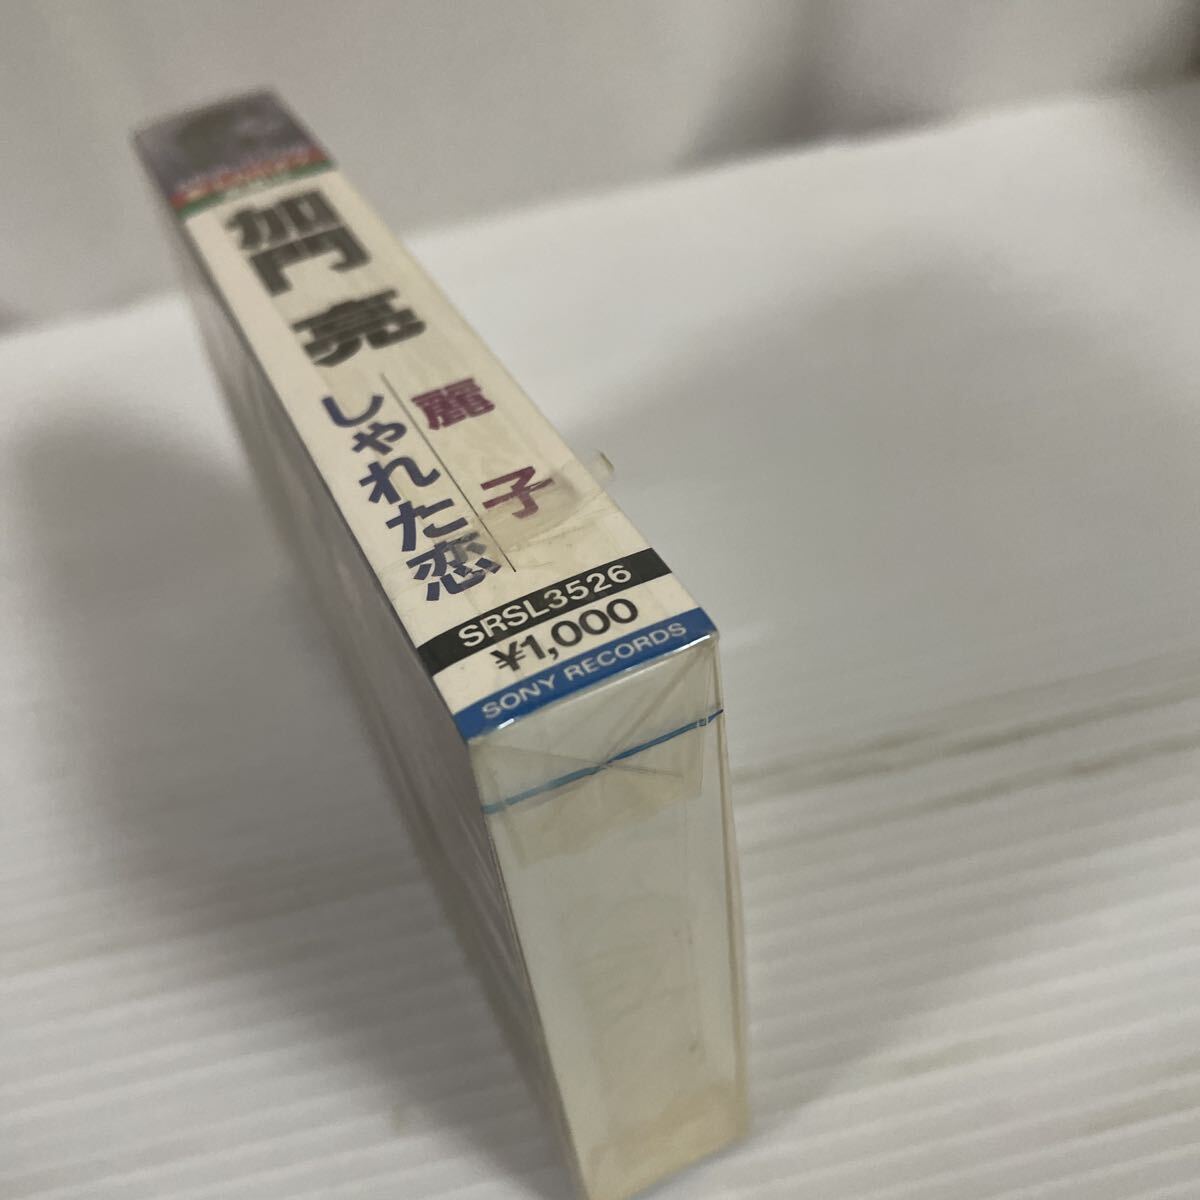 加門 亮
麗子
しゃれた恋
SRSL3526
¥1,000
SONY RECORDS